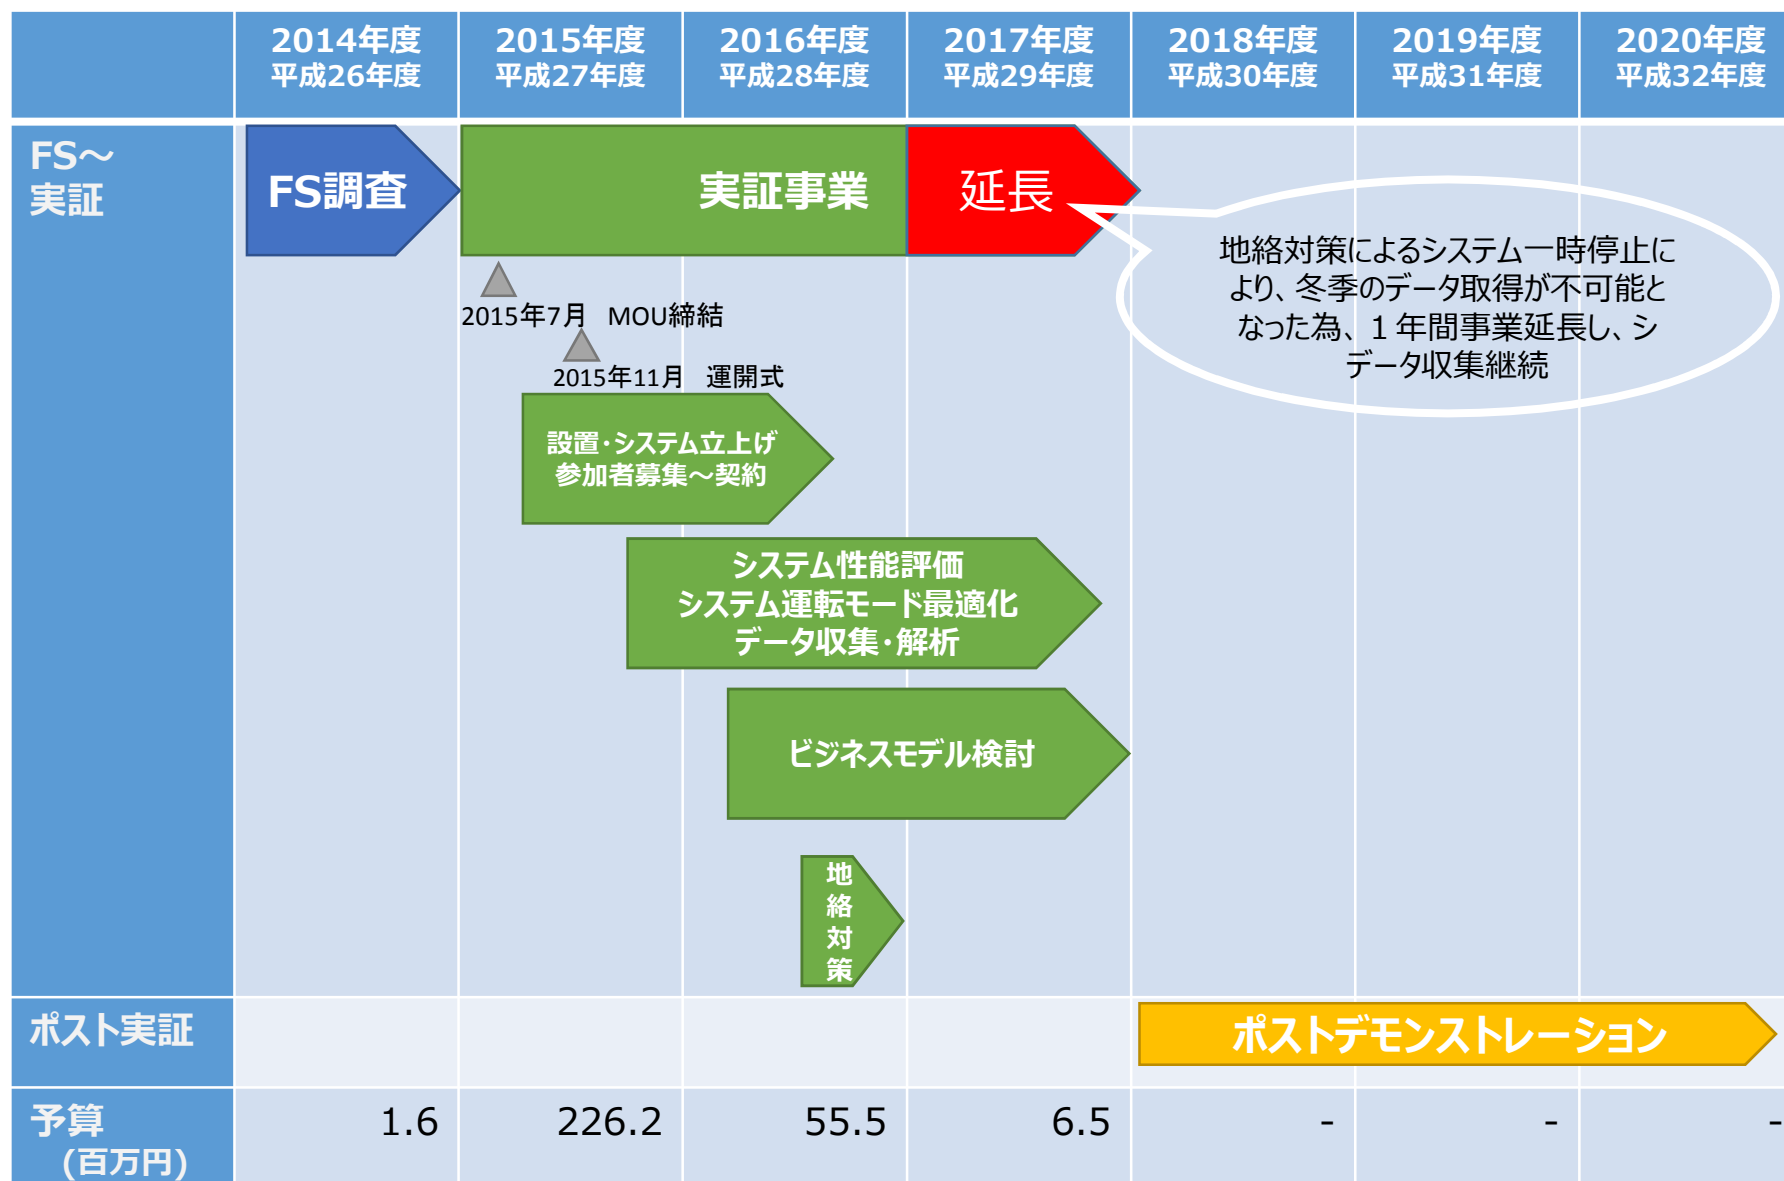 2014年度 2015年度 2016年度 2017年度 2018年度 2019年度 2020年度
平成26年度 平成27年度 平成28年度 平成29年度 平成30年度 平成31年度 平成32年度
FS～
実証
FS調査
実証事業
延長
地絡対策によるシステム一時停止に
より、冬季のデータ取得が不可能と
なった為、１年間事業延長し、シ
データ収集継続
2015年7月 MOU締結
2015年11月 運開式
設置・システム立上げ
参加者募集～契約
システム性能評価
システム運転モード最適化
データ収集・解析
ビジネスモデル検討
地
絡
対
策
ポスト実証
ポストデモンストレーション
予算 1.6 226.2 55.5 6.5 - - -
(百万円)